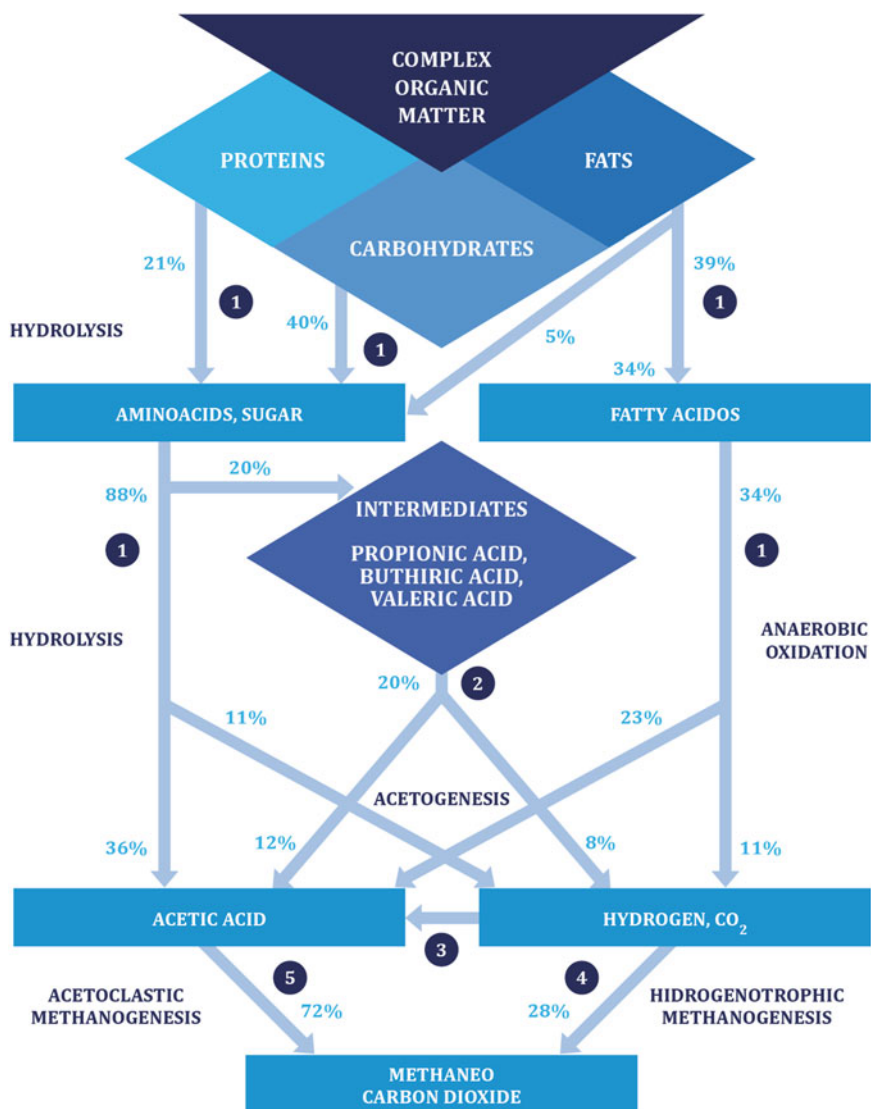 COMPLEX
ORGANIC
MATTER
PROTEINS
FATS
CARBOHYDRATES
21%
39%
1
1
40%
HYDROLYSIS
1
5%
34%
AMINOACIDS, SUGAR
FATTY ACIDOS
20%
88%
34%
INTERMEDIATES
1
1
PROPIONIC ACID,
BUTHIRIC ACID,
VALERIC ACID
HYDROLYSIS
ANAEROBIC
OXIDATION
20%
2
11%
23%
ACETOGENESIS
36%
12%
8%
11%
ACETIC ACID
HYDROGEN, CO₂
3
5
4
ACETOCLASTIC
METHANOGENESIS
72%
28%
HIDROGENOTROPHIC
METHANOGENESIS
METHANEO
CARBON DIOXIDE